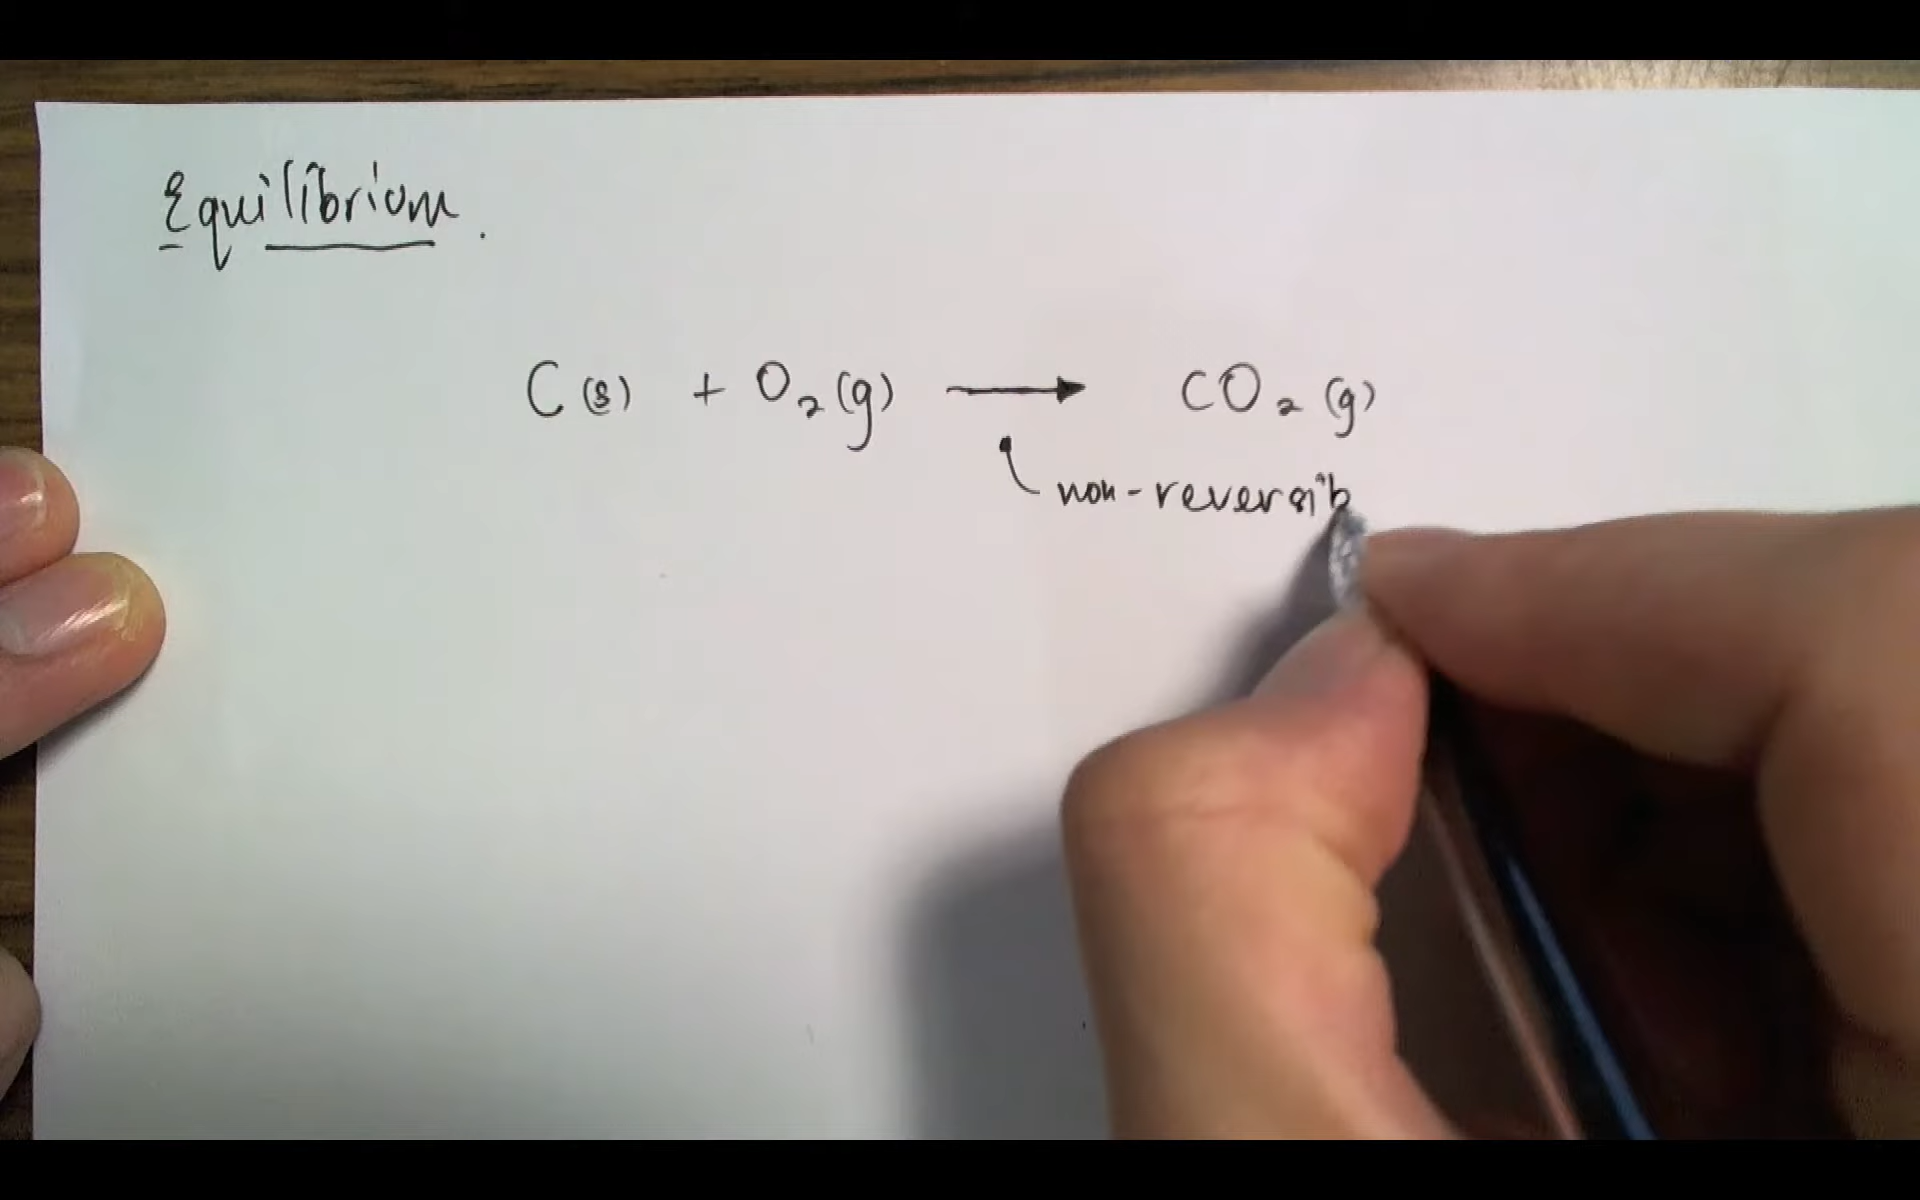 Equilibrium.
C(s) + O₂(g) ⟶ CO₂(g)
non-reversib